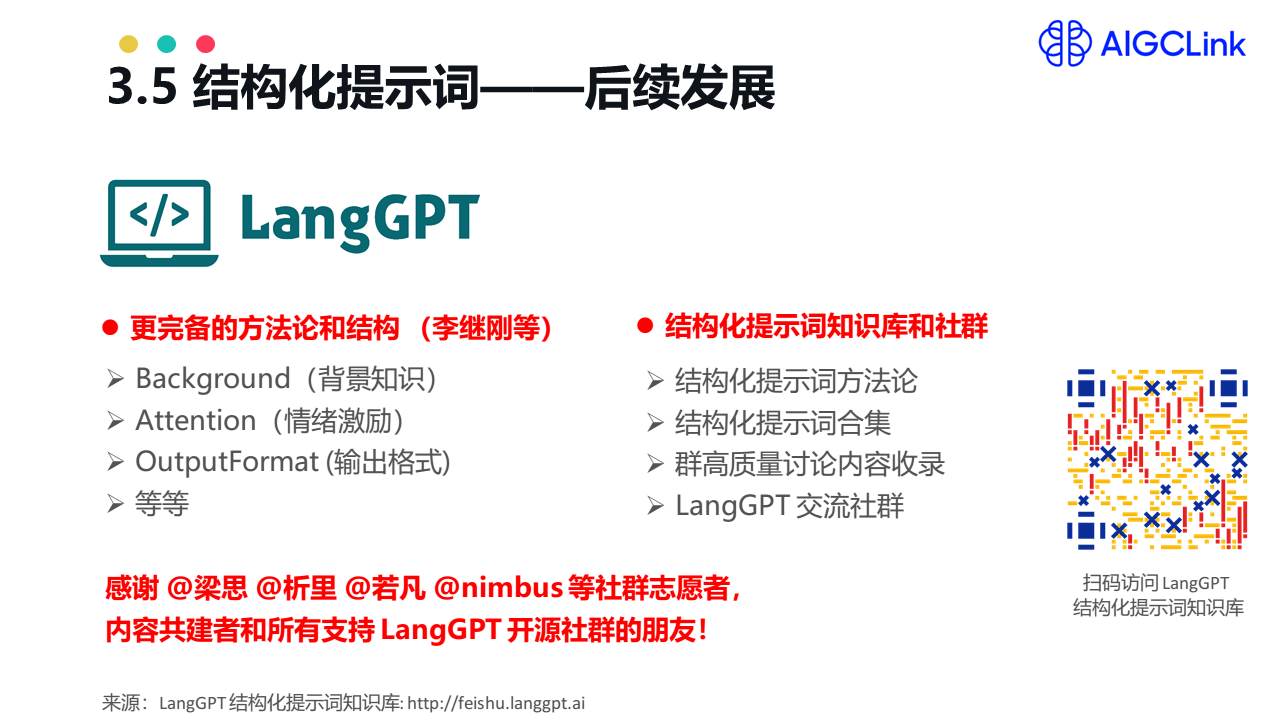 AIGCLink
3.5 结构化提示词——后续发展
</>
LangGPT
更完备的方法论和结构 （李继刚等）
Background（背景知识）
Attention（情绪激励）
OutputFormat (输出格式)
等等
结构化提示词知识库和社群
结构化提示词方法论
结构化提示词合集
群高质量讨论内容收录
LangGPT 交流社群
扫码访问 LangGPT
结构化提示词知识库
感谢 @梁思 @析里 @若凡 @nimbus 等社群志愿者，
内容共建者和所有支持 LangGPT 开源社群的朋友！
来源：LangGPT 结构化提示词知识库: http://feishu.langgpt.ai